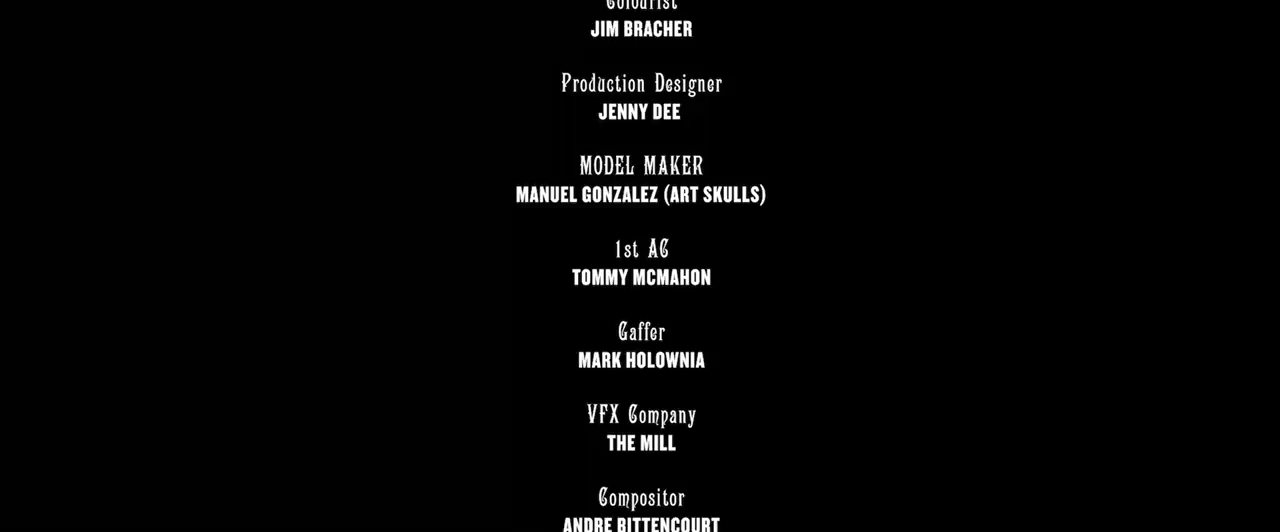 Colourist
JIM BRACHER
Production Designer
JENNY DEE
MODEL MAKER
MANUEL GONZALEZ (ART SKULLS)
1st AC
TOMMY MCMAHON
Gaffer
MARK HOLOWNIA
VFX Company
THE MILL
Compositor
ANDRE BITTENCOURT